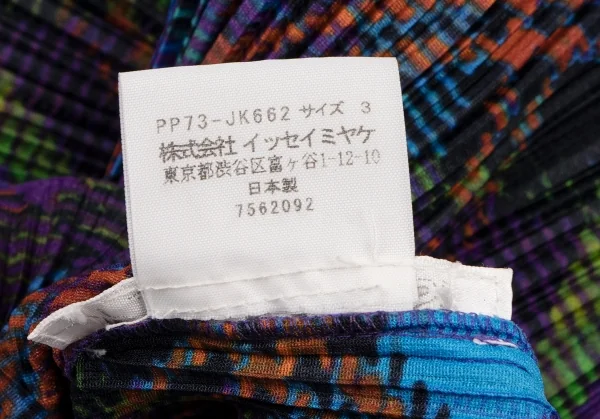 PP73-JK662 サイズ 3
株式会社 イッセイミヤケ
東京都渋谷区富ヶ谷1-12-10
日本製
7562092